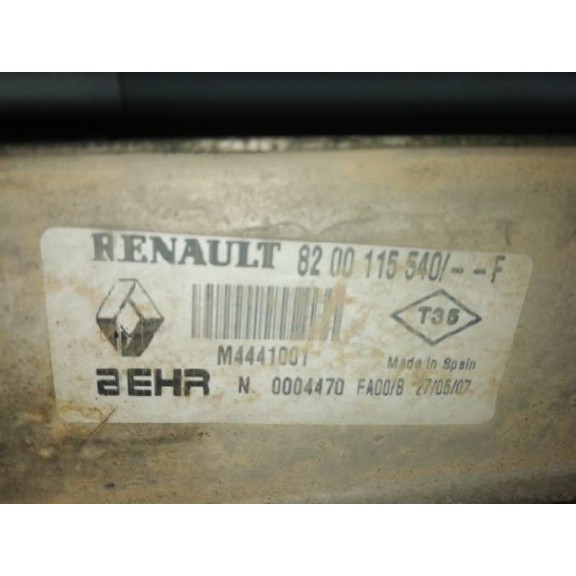 RENAULT 82 00 115 540/--F
T35
M4441001
Made in Spain
BEHR N. 0004470 FA00/B 27/05/07